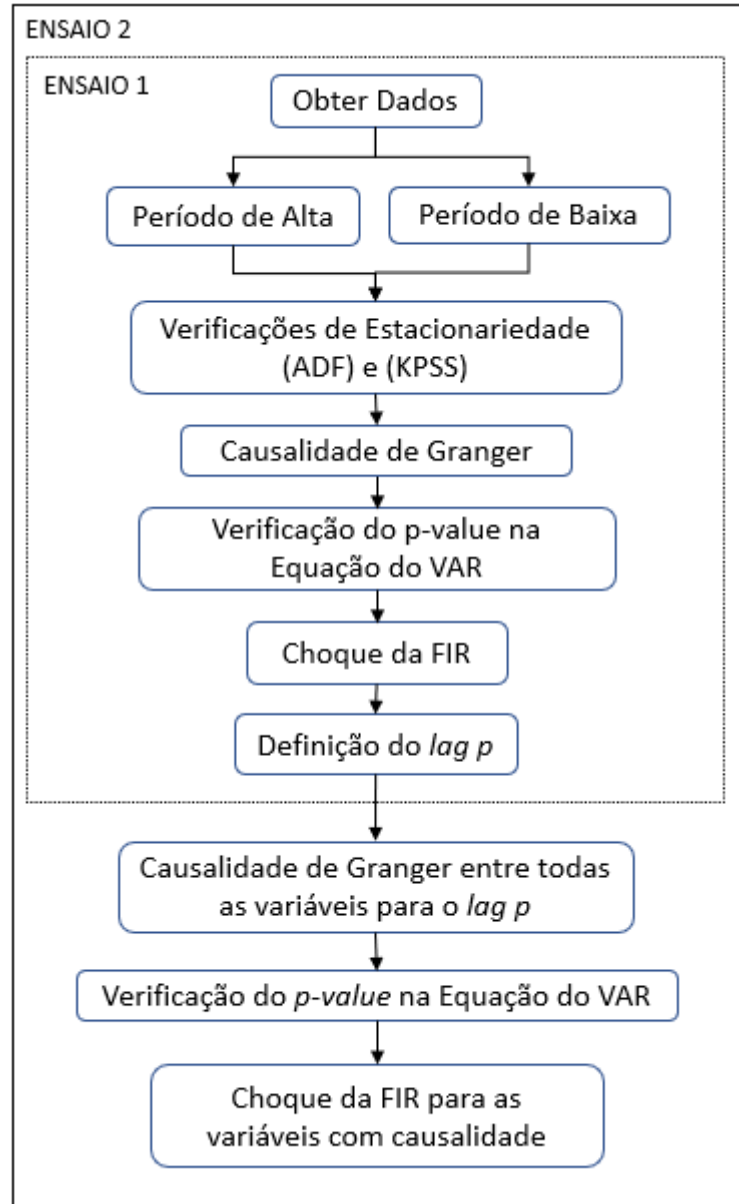 ENSAIO 2
ENSAIO 1
Obter Dados
Período de Alta
Período de Baixa
Verificações de Estacionariedade
(ADF) e (KPSS)
Causalidade de Granger
Verificação do p-value na
Equação do VAR
Choque da FIR
Definição do lag p
Causalidade de Granger entre todas
as variáveis para o lag p
Verificação do p-value na Equação do VAR
Choque da FIR para as
variáveis com causalidade